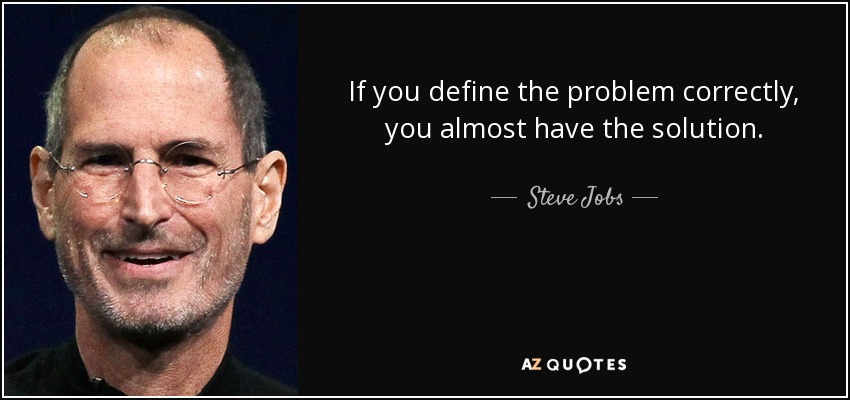 If you define the problem correctly,
you almost have the solution.
Steve Jobs
AZ QUOTES